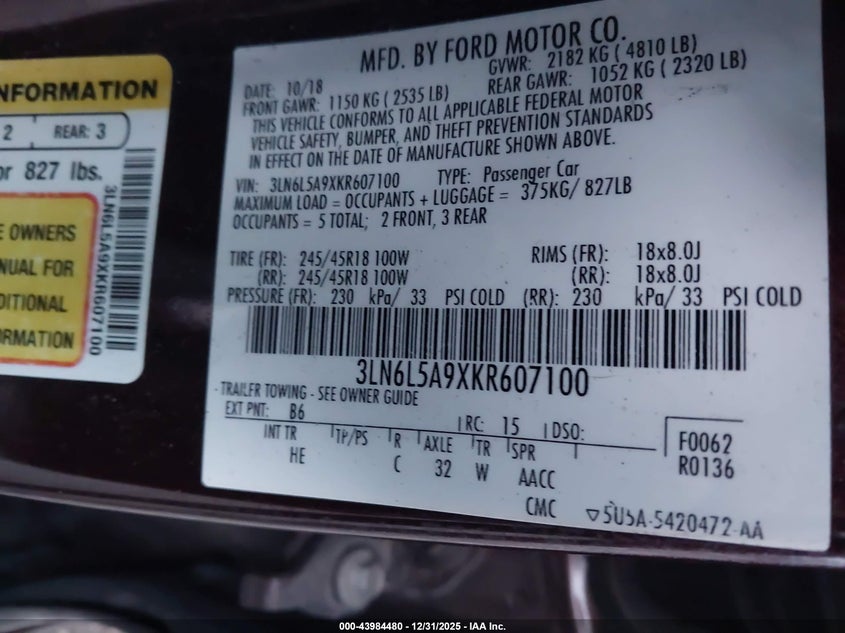 INFORMATION
2 REAR: 3
or 827 lbs.
E OWNERS
NUAL FOR
DITIONAL
ORMATION
3LN6L5A9XKR607100
MFD. BY FORD MOTOR CO.
DATE: 10/18 GVWR: 2182 KG ( 4810 LB)
FRONT GAWR: 1150 KG ( 2535 LB) REAR GAWR: 1052 KG ( 2320 LB)
THIS VEHICLE CONFORMS TO ALL APPLICABLE FEDERAL MOTOR
VEHICLE SAFETY, BUMPER, AND THEFT PREVENTION STANDARDS
IN EFFECT ON THE DATE OF MANUFACTURE SHOWN ABOVE.
VIN: 3LN6L5A9XKR607100 TYPE: Passenger Car
MAXIMUM LOAD = OCCUPANTS + LUGGAGE = 375KG/ 827LB
OCCUPANTS = 5 TOTAL; 2 FRONT, 3 REAR
TIRE (FR): 245/45R18 100W RIMS (FR): 18x8.0J
(RR): 245/45R18 100W (RR): 18x8.0J
PRESSURE (FR): 230 kPa/ 33 PSI COLD (RR): 230 kPa/ 33 PSI COLD
3LN6L5A9XKR607100
TRAILER TOWING - SEE OWNER GUIDE
EXT PNT: B6 RC: 15 DSO:
INT TR TP/PS R AXLE TR SPR
HE C 32 W AACC
CMC
F0062
R0136
5U5A-5420472-AA
000-43984480 - 12/31/2025 - IAA Inc.